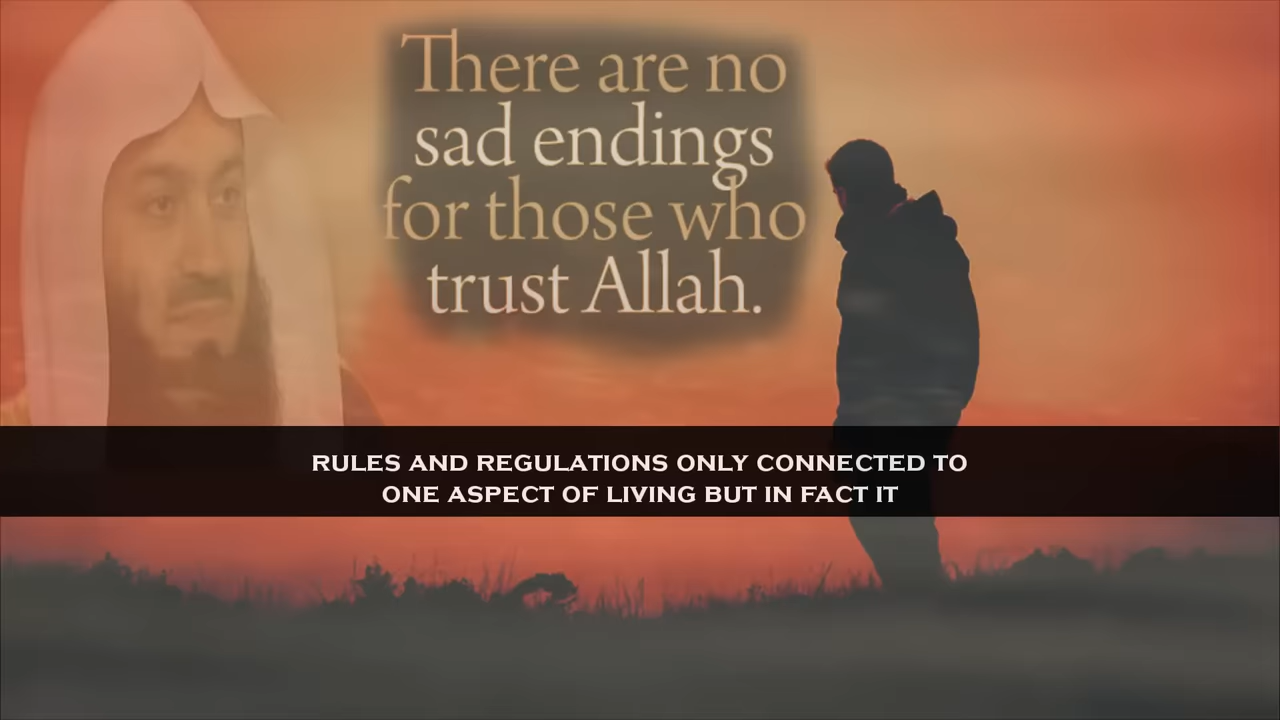 There are no
sad endings
for those who
trust Allah.
RULES AND REGULATIONS ONLY CONNECTED TO
ONE ASPECT OF LIVING BUT IN FACT IT